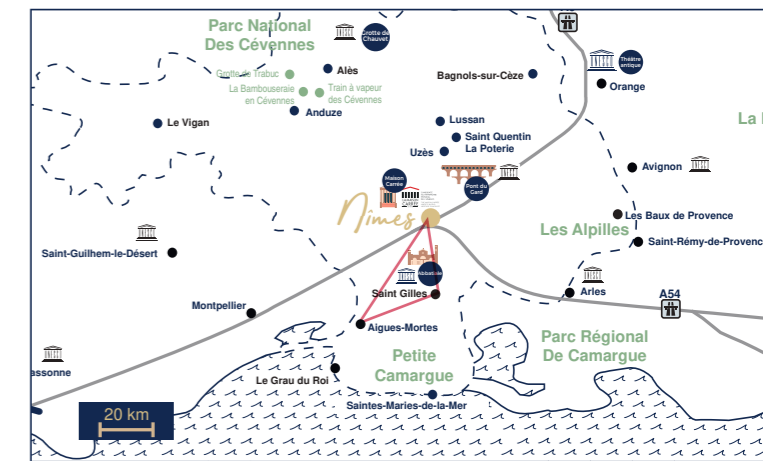 Parc National
Des Cévennes
Grotte de
Chauvet
Grotte de Trabuc
Alès
La Bambouseraie
en Cévennes
Train à vapeur
des Cévennes
Anduze
Le Vigan
Bagnols-sur-Cèze
Théâtre
antique
Orange
La
Lussan
Saint Quentin
La Poterie
Uzès
Avignon
Maison
Carrée
Pont du
Gard
Nîmes
Les Baux de Provence
Les Alpilles
Saint-Rémy-de-Provenc
Saint-Guilhem-le-Désert
Abbatiale
Saint Gilles
Arles
A54
Montpellier
Aigues-Mortes
Parc Régional
De Camargue
assonne
Petite
Camargue
Le Grau du Roi
Saintes-Maries-de-la-Mer
20 km